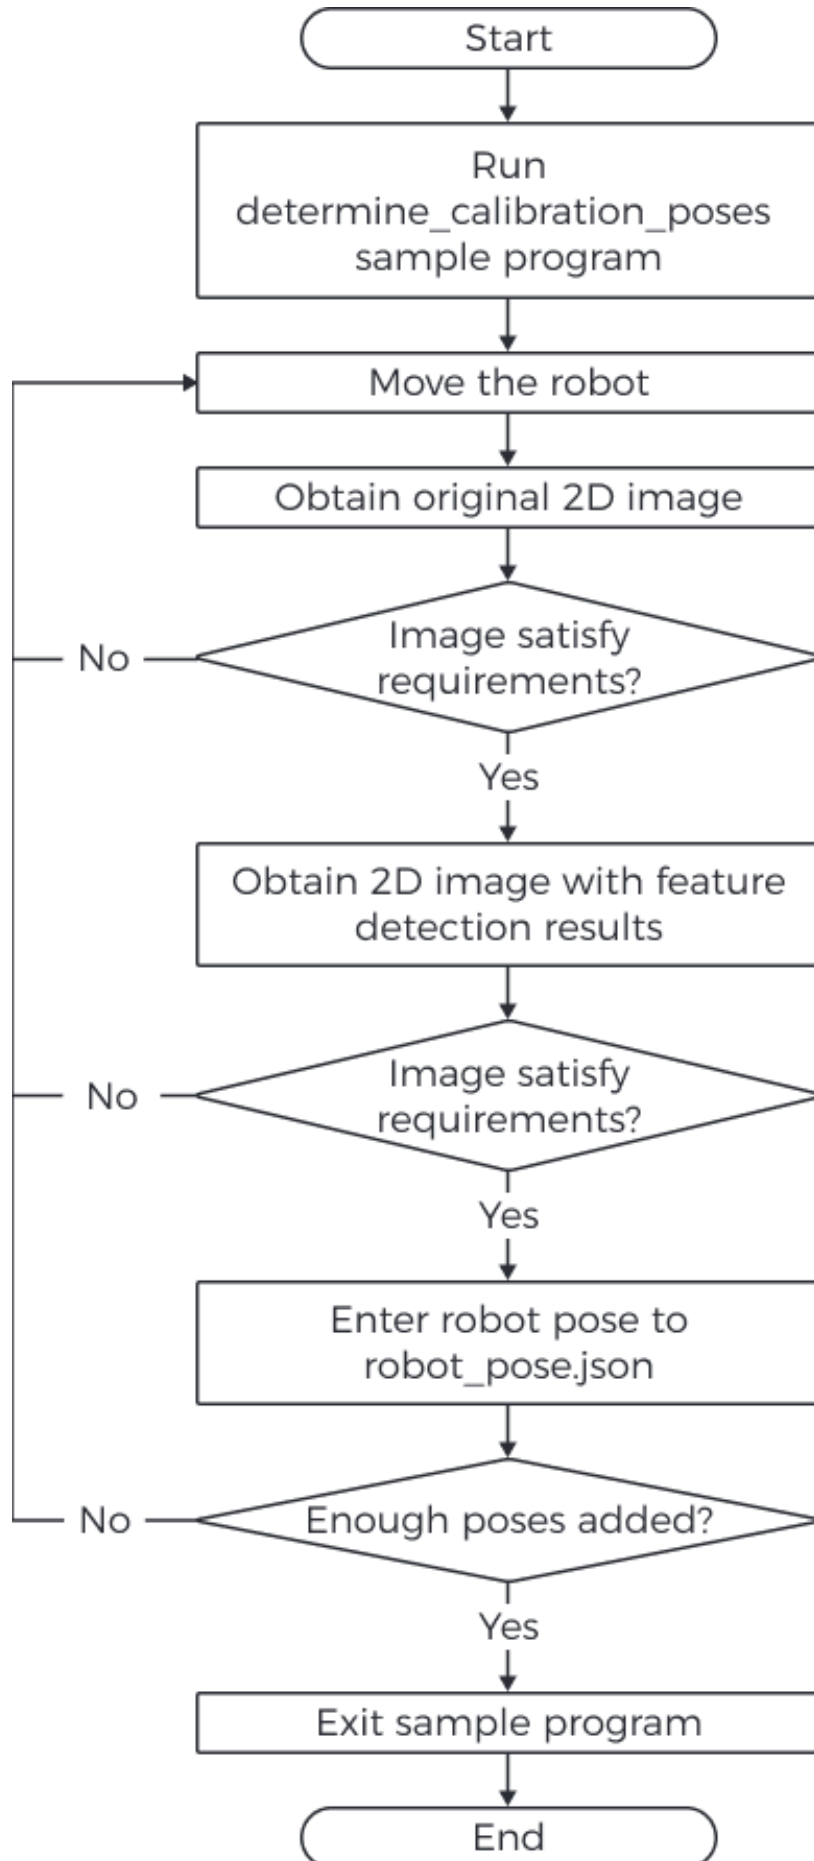 Start
Run
determine_calibration_poses
sample program
Move the robot
Obtain original 2D image
Image satisfy
requirements?
No
Yes
Obtain 2D image with feature
detection results
Image satisfy
requirements?
No
Yes
Enter robot pose to
robot_pose.json
Enough poses added?
No
Yes
Exit sample program
End